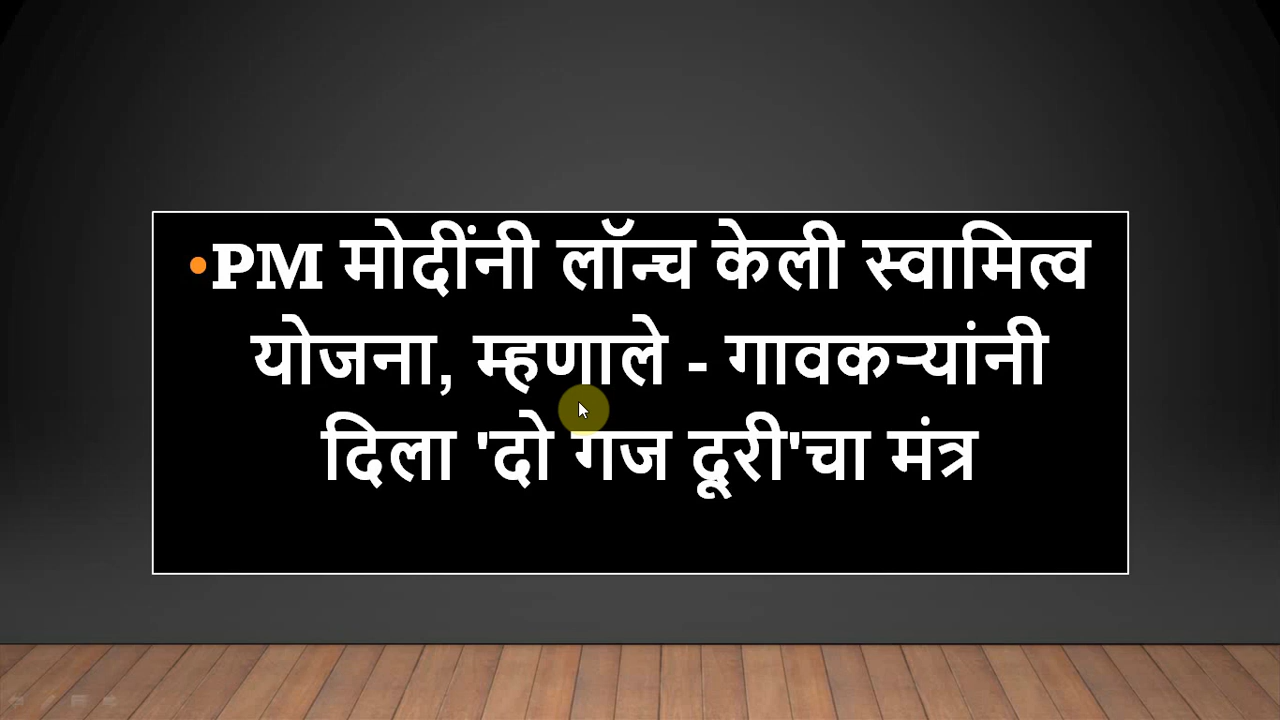 •PM मोदींनी लॉन्च केली स्वामित्व
योजना, म्हणाले - गावकऱ्यांनी
दिला 'दो गज दूरी'चा मंत्र